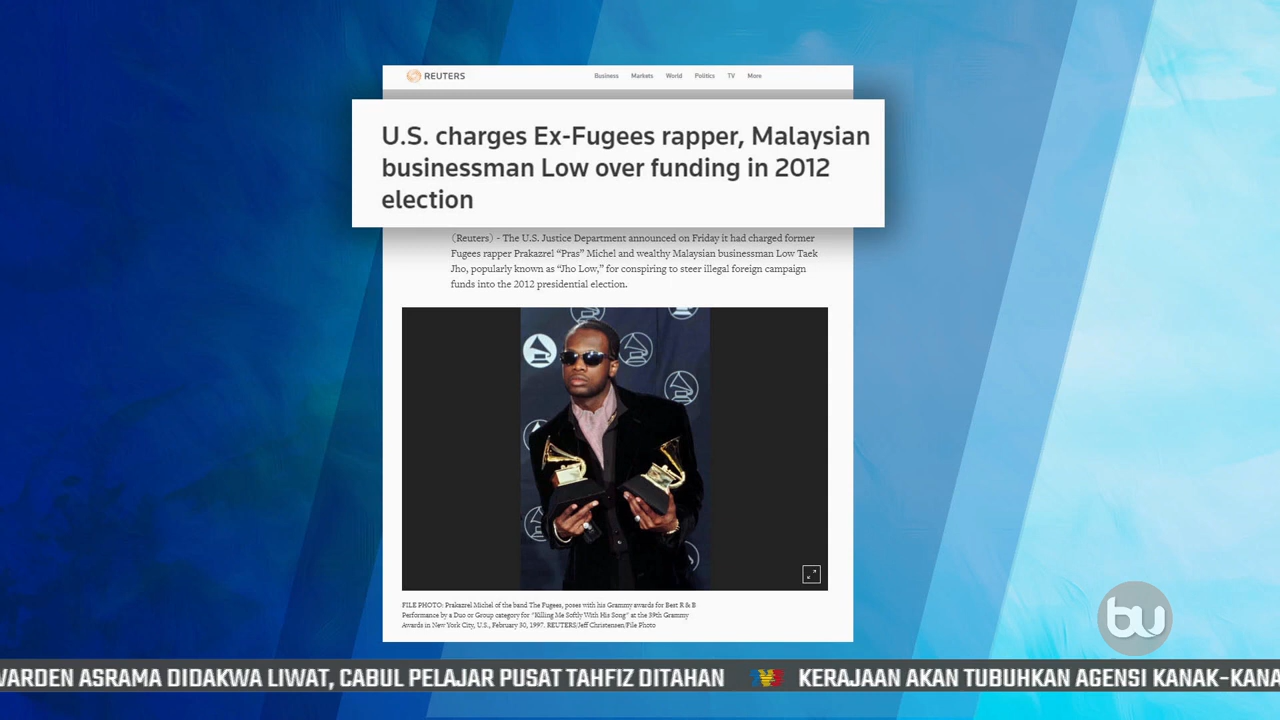 REUTERS
Business Markets World Politics TV More
U.S. charges Ex-Fugees rapper, Malaysian
businessman Low over funding in 2012
election
(Reuters) - The U.S. Justice Department announced on Friday it had charged former
Fugees rapper Prakazrel “Pras” Michel and wealthy Malaysian businessman Low Taek
Jho, popularly known as “Jho Low,” for conspiring to steer illegal foreign campaign
funds into the 2012 presidential election.
FILE PHOTO: Prakazrel Michel of the band The Fugees, poses with his Grammy awards for Best R & B
Performance by a Duo or Group category for "Killing Me Softly With His Song" at the 39th Grammy
Awards in New York City, U.S., February 30, 1997. REUTERS/Jeff Christensen/File Photo
bu
WARDEN ASRAMA DIDAKWA LIWAT, CABUL PELAJAR PUSAT TAHFIZ DITAHAN KERAJAAN AKAN TUBUHKAN AGENSI KANAK-KANA